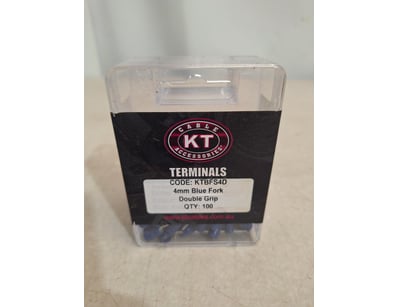 CABLE
KT
ACCESSORIES
TERMINALS
CODE: KTBFS4D
4mm Blue Fork
Double Grip
QTY: 100